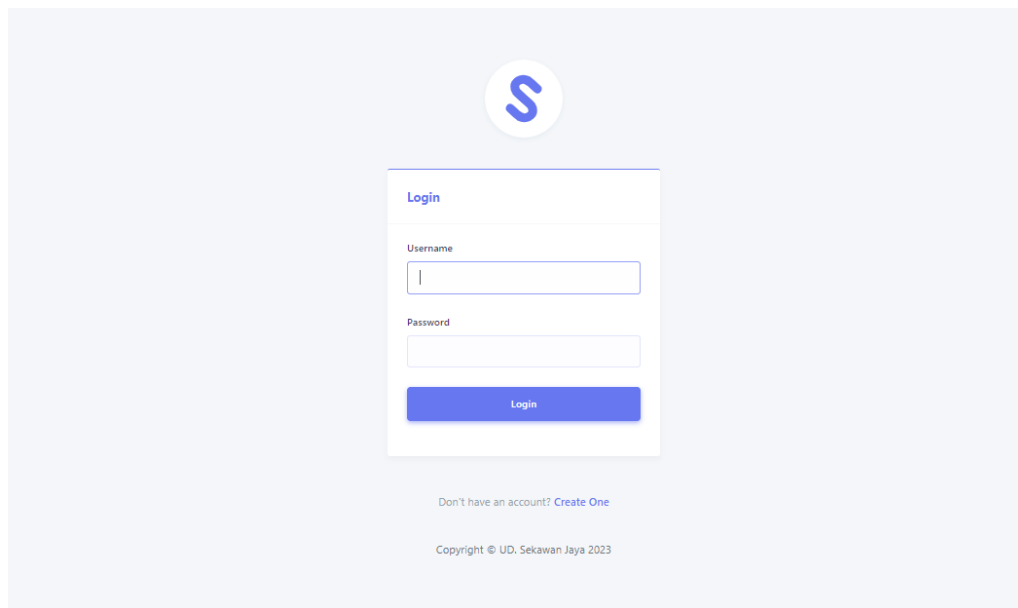 S
Login
Username
Password
Login
Don't have an account? Create One
Copyright © UD. Sekawan Jaya 2023